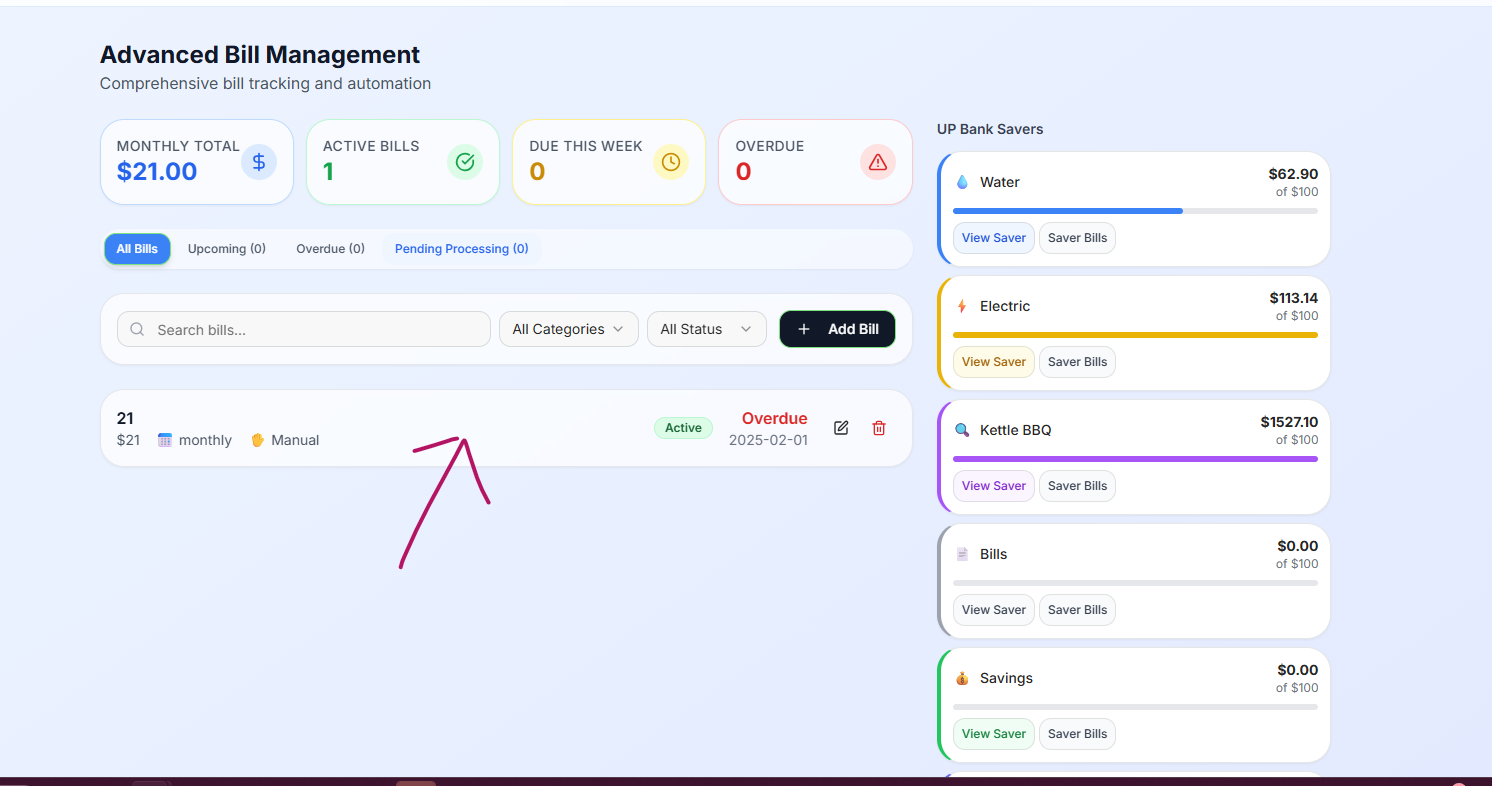 Advanced Bill Management
Comprehensive bill tracking and automation
MONTHLY TOTAL
$21.00
ACTIVE BILLS
1
DUE THIS WEEK
0
OVERDUE
0
All Bills
Upcoming (0)
Overdue (0)
Pending Processing (0)
Search bills...
All Categories
All Status
+ Add Bill
21
$21
monthly
Manual
Active
Overdue
2025-02-01
UP Bank Savers
Water
$62.90
of $100
View Saver
Saver Bills
Electric
$113.14
of $100
View Saver
Saver Bills
Kettle BBQ
$1527.10
of $100
View Saver
Saver Bills
Bills
$0.00
of $100
View Saver
Saver Bills
Savings
$0.00
of $100
View Saver
Saver Bills